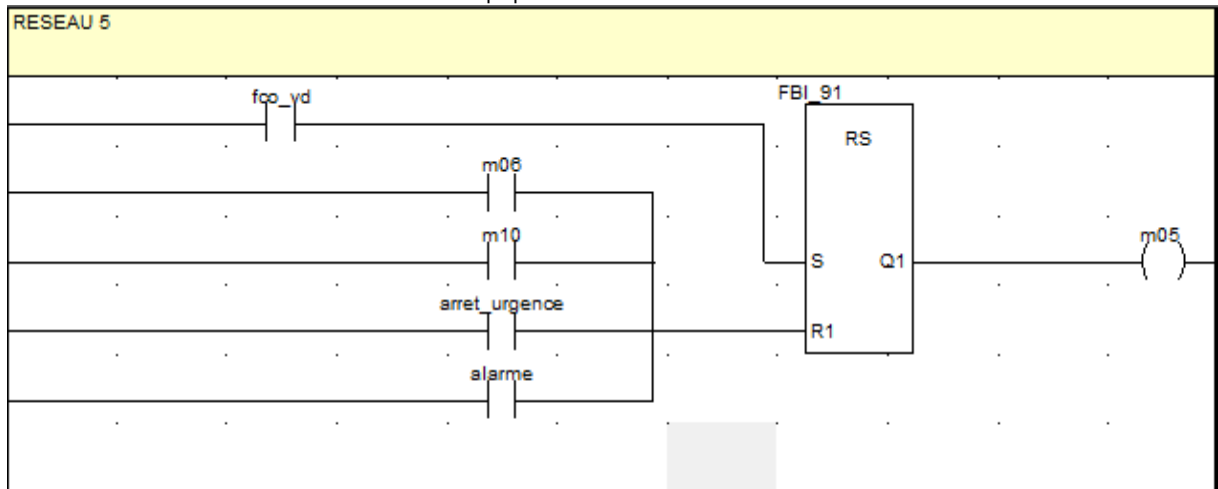 RESEAU 5
fco_vd
FBI_91
RS
m06
m10
m05
S
Q1
arret_urgence
R1
alarme